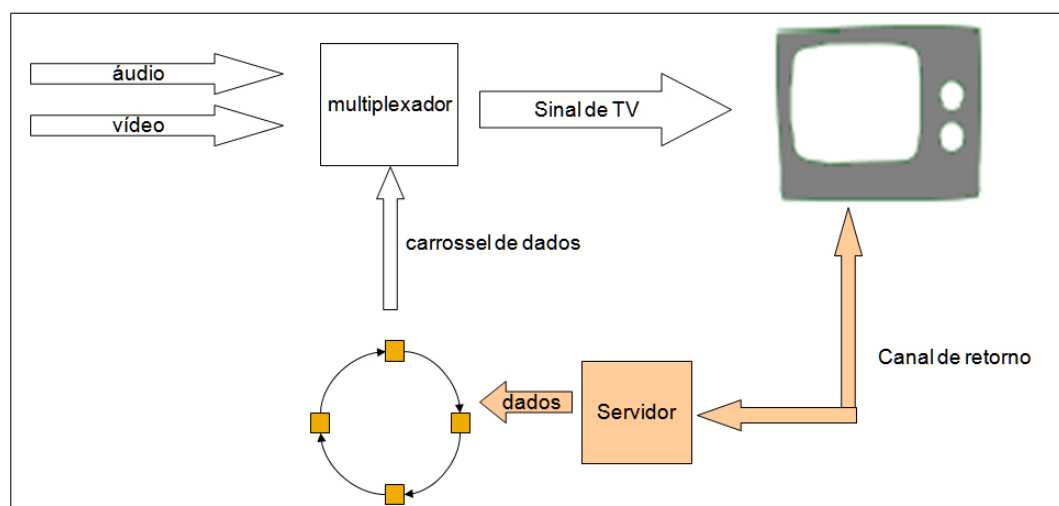 áudio
vídeo
multiplexador
Sinal de TV
carrossel de dados
Canal de retorno
dados
Servidor